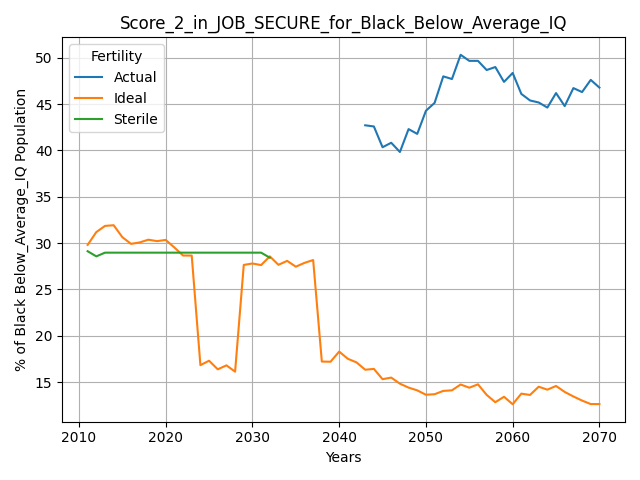 Score_2_in_JOB_SECURE_for_Black_Below_Average_IQ
Fertility
Actual
Ideal
Sterile
% of Black Below_Average_IQ Population
50
45
40
35
30
25
20
15
2010 2020 2030 2040 2050 2060 2070
Years